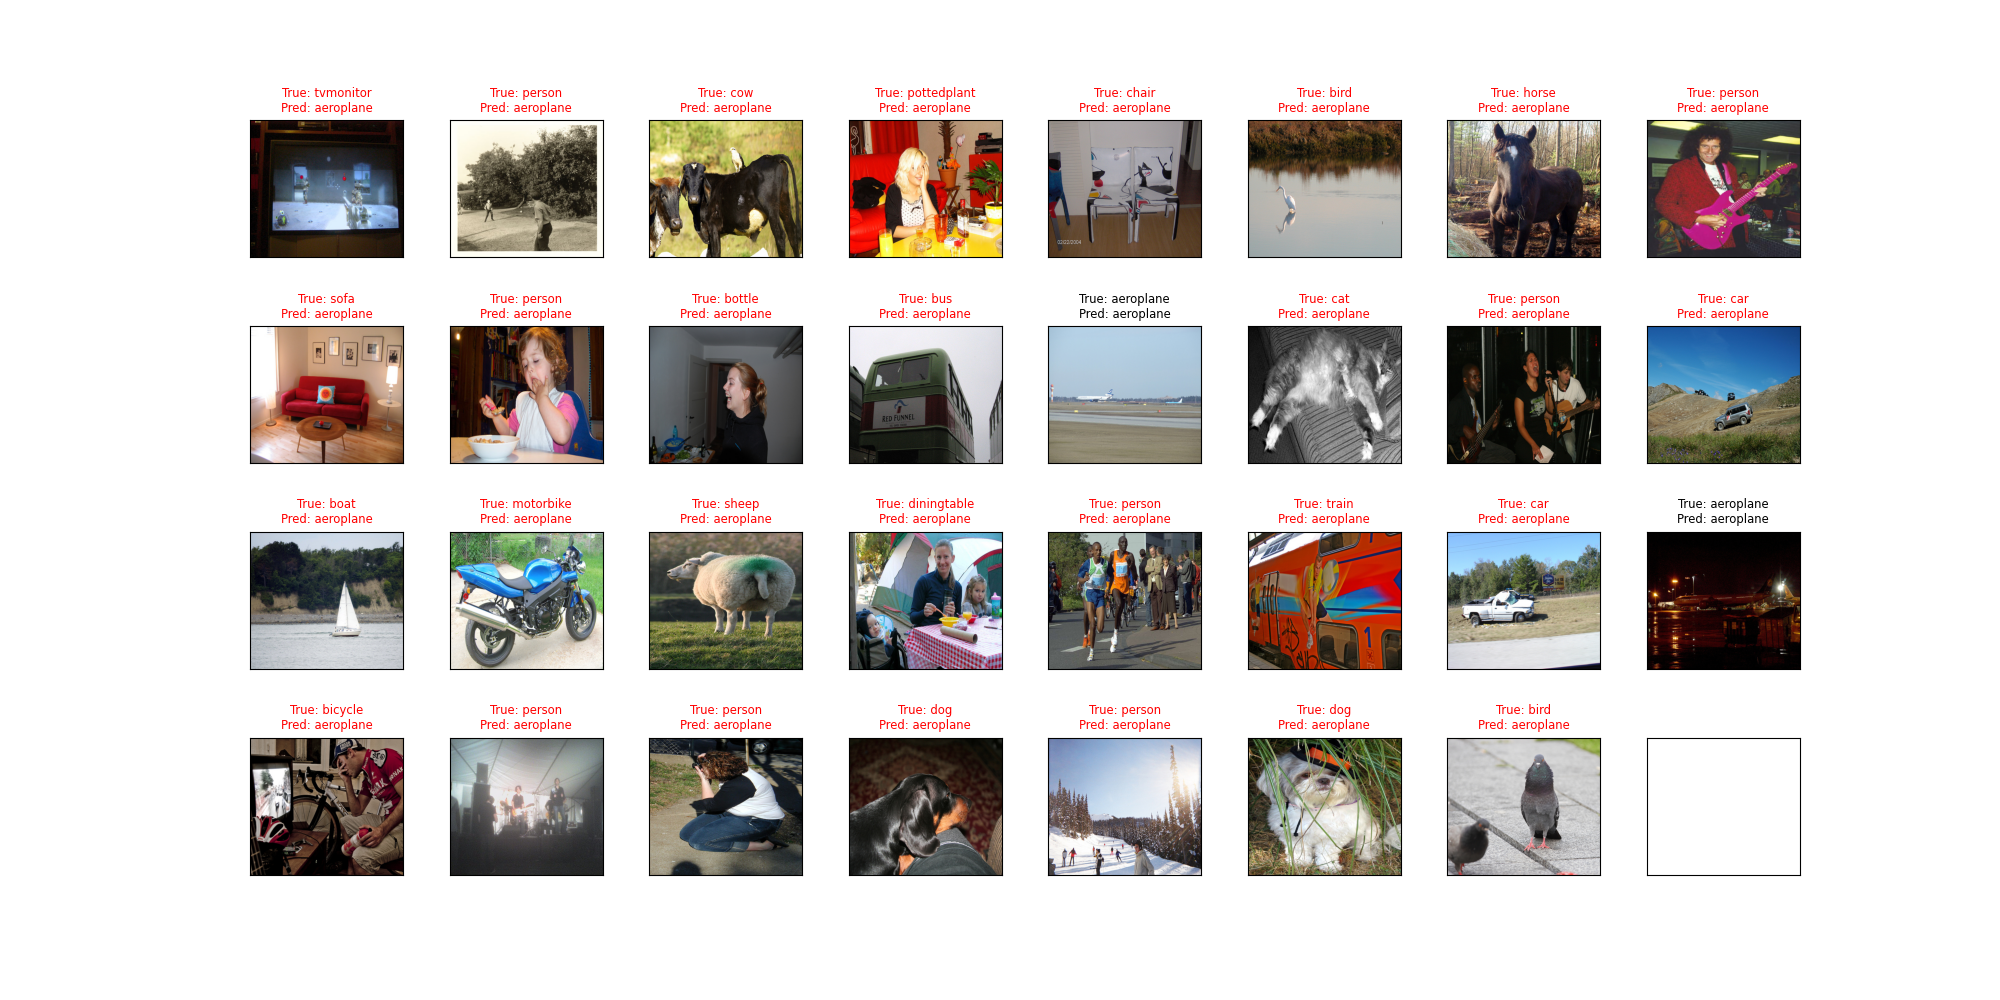 True: tvmonitor
Pred: aeroplane
True: person
Pred: aeroplane
True: cow
Pred: aeroplane
True: pottedplant
Pred: aeroplane
True: chair
Pred: aeroplane
True: bird
Pred: aeroplane
True: horse
Pred: aeroplane
True: person
Pred: aeroplane
02/22/2004
True: sofa
Pred: aeroplane
True: person
Pred: aeroplane
True: bottle
Pred: aeroplane
True: bus
Pred: aeroplane
True: aeroplane
Pred: aeroplane
True: cat
Pred: aeroplane
True: person
Pred: aeroplane
True: car
Pred: aeroplane
RED FUNNEL
True: boat
Pred: aeroplane
True: motorbike
Pred: aeroplane
True: sheep
Pred: aeroplane
True: diningtable
Pred: aeroplane
True: person
Pred: aeroplane
True: train
Pred: aeroplane
True: car
Pred: aeroplane
True: aeroplane
Pred: aeroplane
1
True: bicycle
Pred: aeroplane
True: person
Pred: aeroplane
True: person
Pred: aeroplane
True: dog
Pred: aeroplane
True: person
Pred: aeroplane
True: dog
Pred: aeroplane
True: bird
Pred: aeroplane